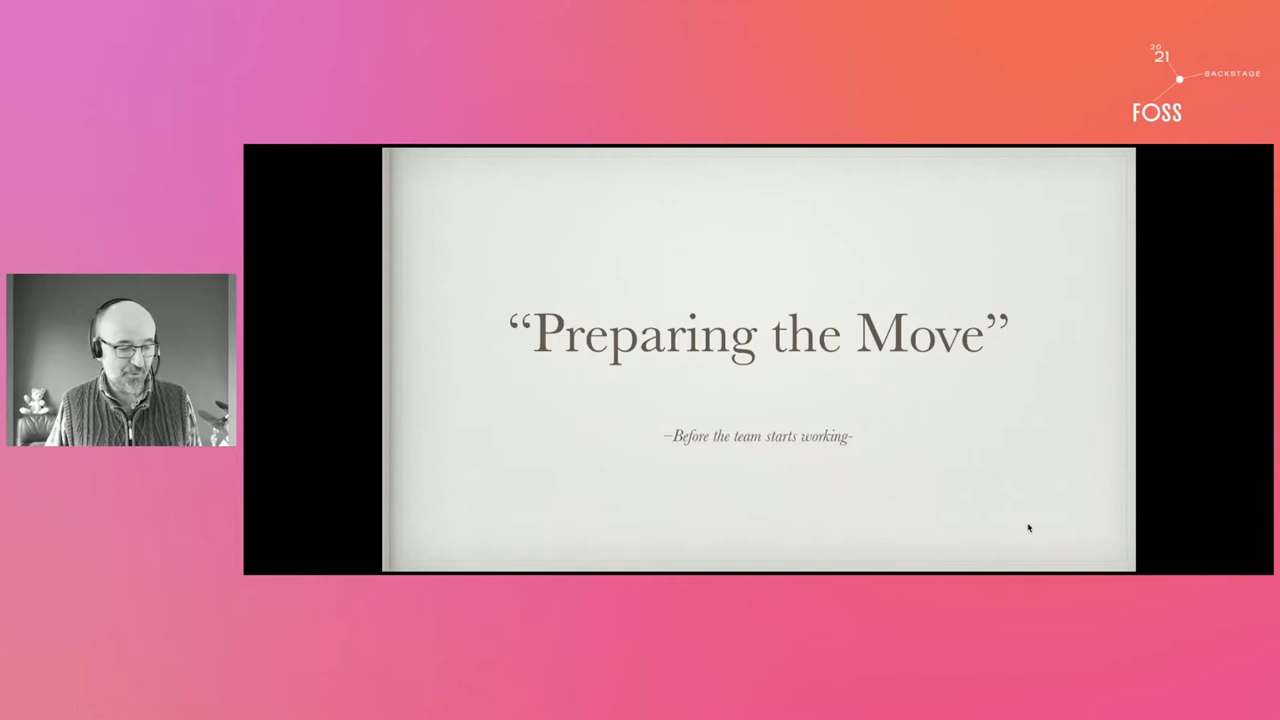 20
21
BACKSTAGE
FOSS
“Preparing the Move”
–Before the team starts working-